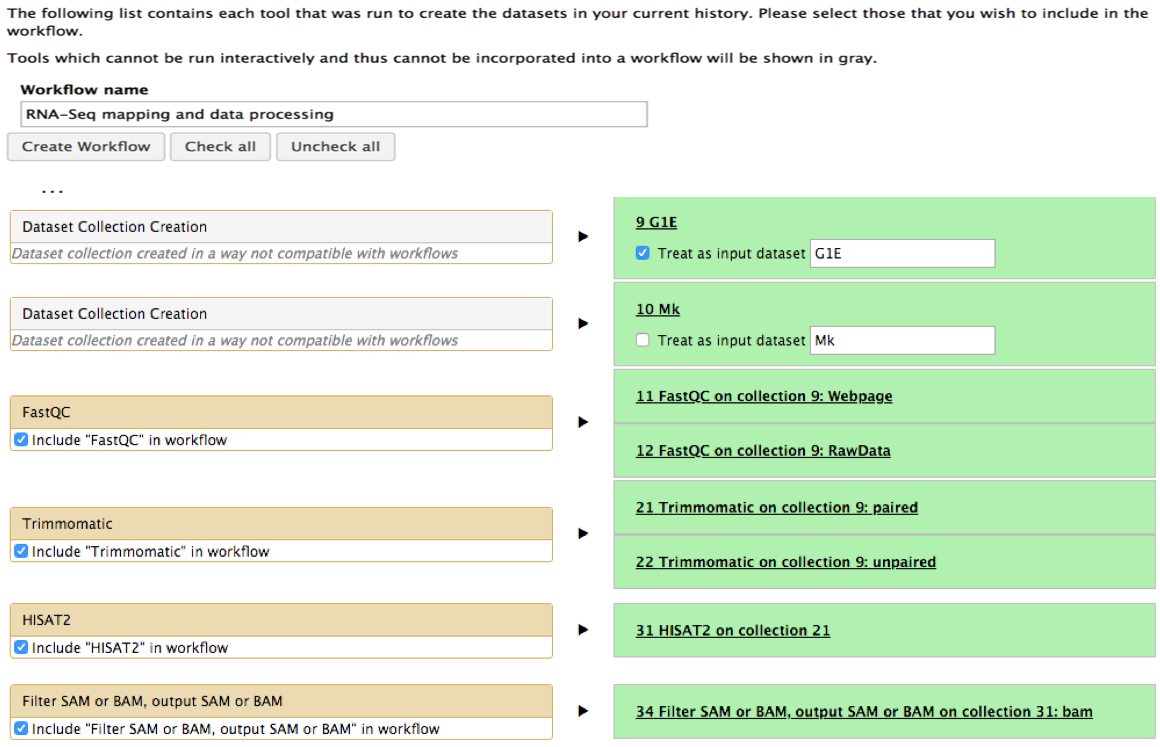 The following list contains each tool that was run to create the datasets in your current history. Please select those that you wish to include in the
workflow.
Tools which cannot be run interactively and thus cannot be incorporated into a workflow will be shown in gray.
Workflow name
RNA-Seq mapping and data processing
Create Workflow Check all Uncheck all
...
Dataset Collection Creation
Dataset collection created in a way not compatible with workflows
9 G1E
Treat as input dataset G1E
Dataset Collection Creation
Dataset collection created in a way not compatible with workflows
10 Mk
Treat as input dataset Mk
FastQC
Include "FastQC" in workflow
11 FastQC on collection 9: Webpage
12 FastQC on collection 9: RawData
Trimmomatic
Include "Trimmomatic" in workflow
21 Trimmomatic on collection 9: paired
22 Trimmomatic on collection 9: unpaired
HISAT2
Include "HISAT2" in workflow
31 HISAT2 on collection 21
Filter SAM or BAM, output SAM or BAM
Include "Filter SAM or BAM, output SAM or BAM" in workflow
34 Filter SAM or BAM, output SAM or BAM on collection 31: bam